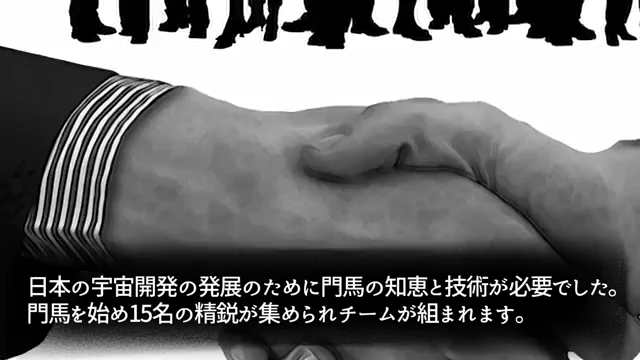 日本の宇宙開発の発展のために門馬の知恵と技術が必要でした。
門馬を始め15名の精鋭が集められチームが組まれます。